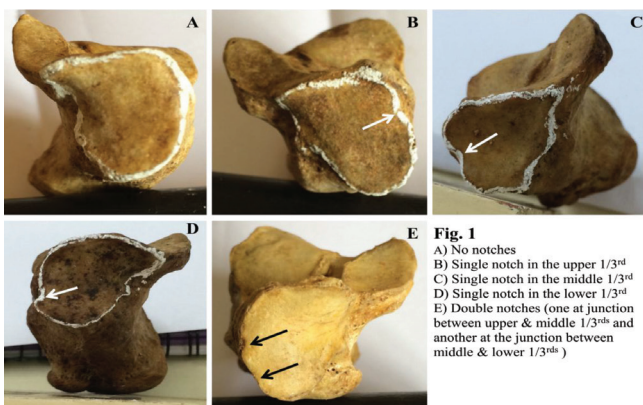 A
B
C
D
E
Fig. 1
A) No notches
B) Single notch in the upper 1/3rd
C) Single notch in the middle 1/3rd
D) Single notch in the lower 1/3rd
E) Double notches (one at junction
between upper & middle 1/3rds and
another at the junction between
middle & lower 1/3rds )